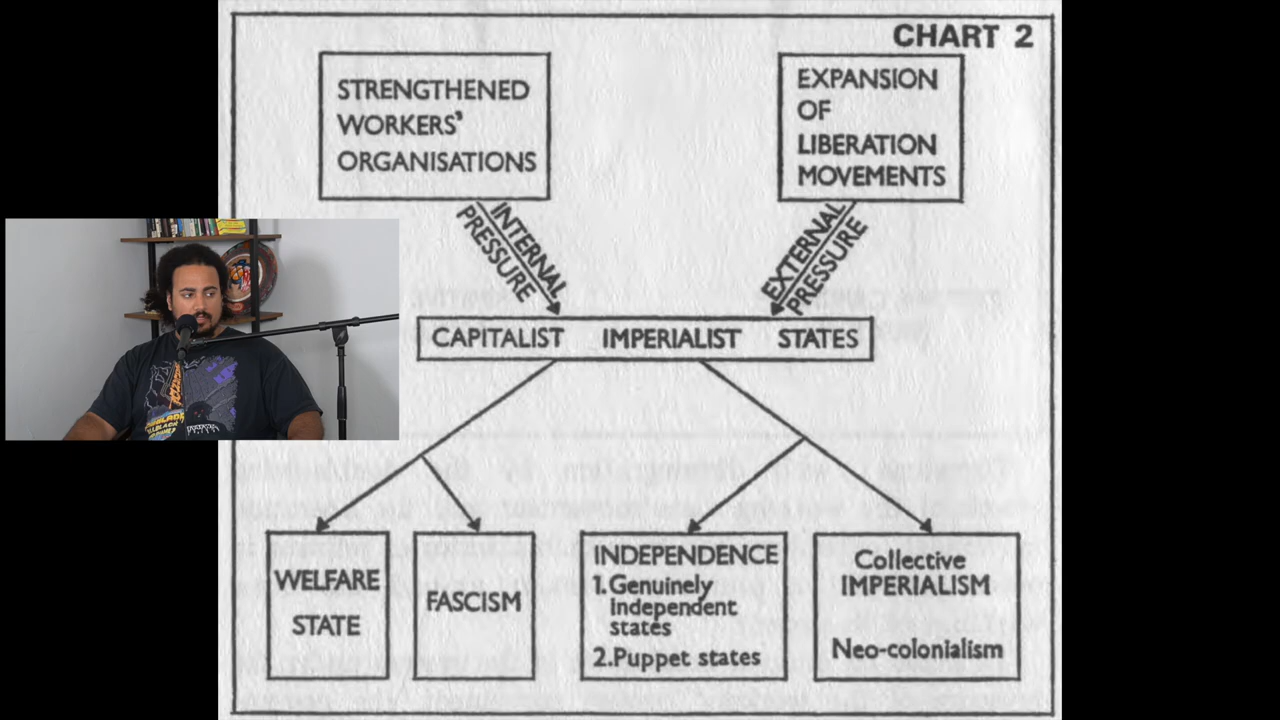 CHART 2
STRENGTHENED
WORKERS'
ORGANISATIONS
EXPANSION
OF
LIBERATION
MOVEMENTS
INTERNAL
PRESSURE
EXTERNAL
PRESSURE
CAPITALIST IMPERIALIST STATES
WELFARE
STATE
FASCISM
INDEPENDENCE
1.Genuinely
independent
states
2.Puppet states
Collective
IMPERIALISM
Neo-colonialism